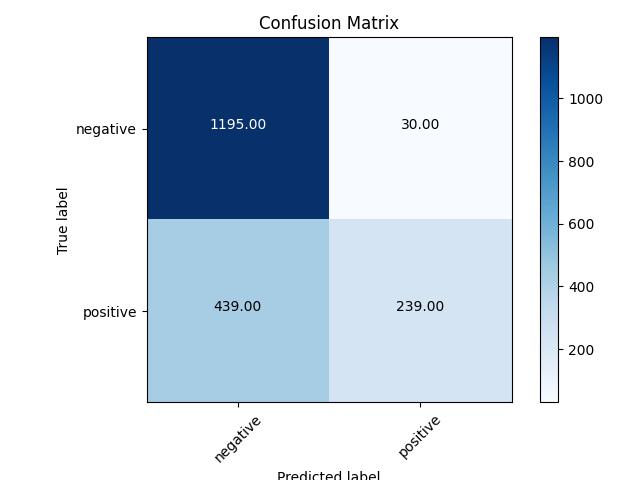 Confusion Matrix
negative
1195.00
30.00
positive
439.00
239.00
True label
negative
positive
Predicted label
1000
800
600
400
200